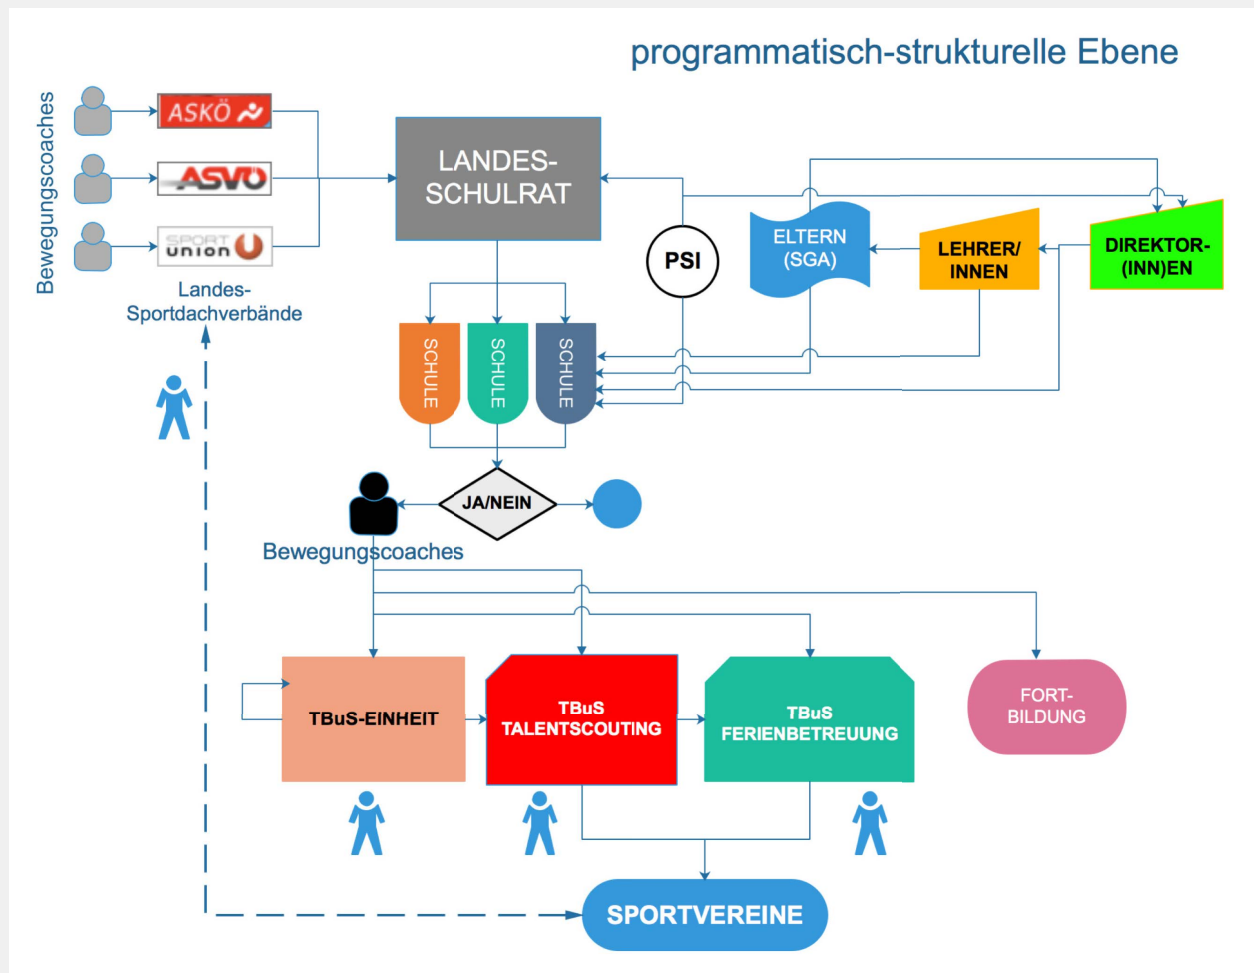 programmatisch-strukturelle Ebene
Bewegungscoaches
ASKÖ
ASVÖ
SPORT
UNION
Landes-
Sportdachverbände
LANDES-
SCHULRAT
PSI
ELTERN
(SGA)
LEHRER/
INNEN
DIREKTOR-
(INN)EN
SCHULE
SCHULE
SCHULE
JA/NEIN
Bewegungscoaches
TBuS-EINHEIT
TBuS
TALENTSCOUTING
TBuS
FERIENBETREUUNG
FORT-
BILDUNG
SPORTVEREINE